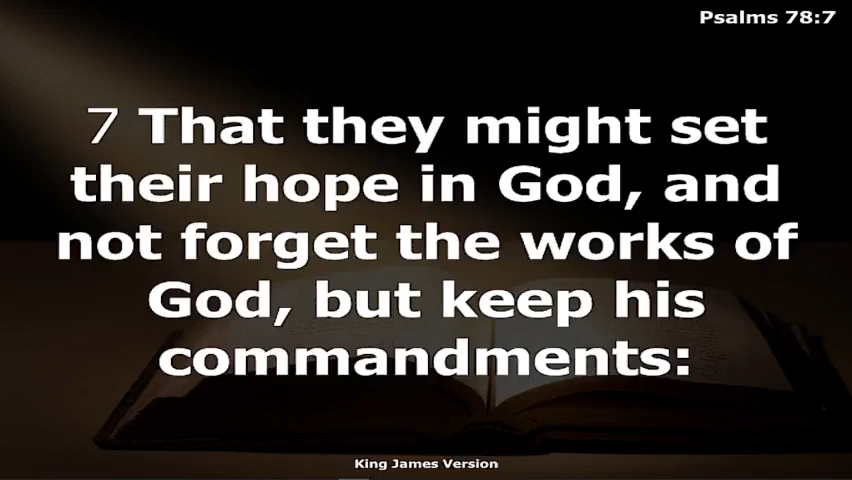 Psalms 78:7
7 That they might set
their hope in God, and
not forget the works of
God, but keep his
commandments:
King James Version